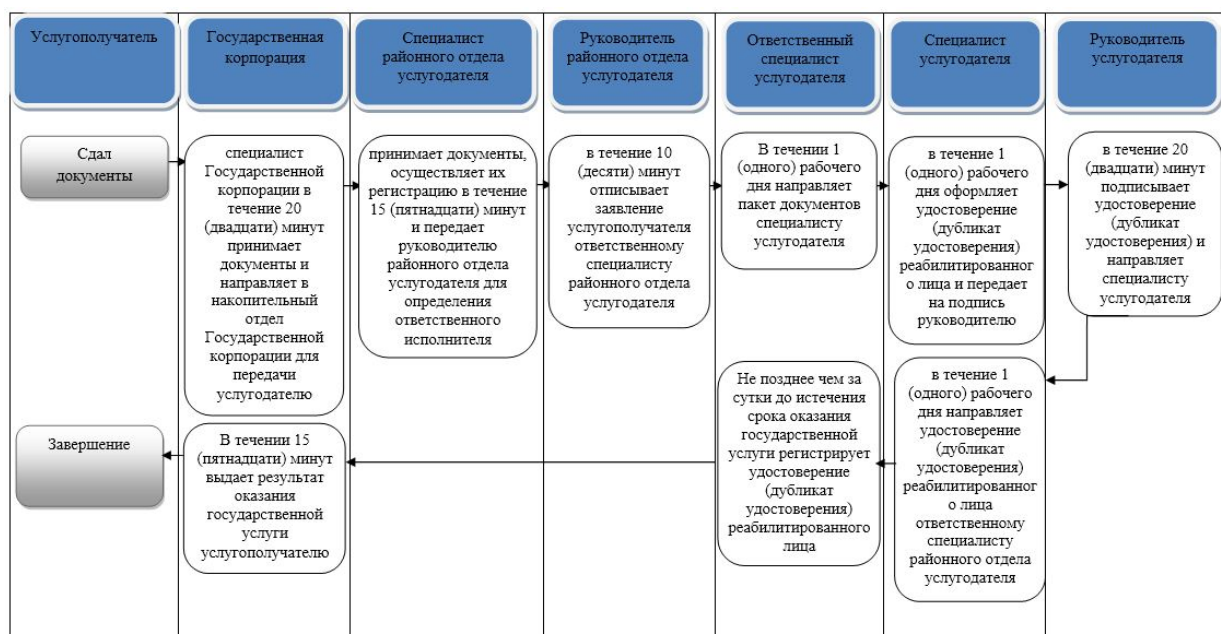 Услугополучатель
Государственная
корпорация
Специалист
районного отдела
услугодателя
Руководитель
районного отдела
услугодателя
Ответственный
специалист
услугодателя
Специалист
услугодателя
Руководитель
услугодателя
Сдал
документы
специалист
Государственной
корпорации в
течение 20
(двадцати) минут
принимает
документы и
направляет в
накопительный
отдел
Государственной
корпорации для
передачи
услугодателю
принимает документы,
осуществляет их
регистрацию в течение
15 (пятнадцати) минут
и передает
руководителю
районного отдела
услугодателя для
определения
ответственного
исполнителя
в течение 10
(десяти) минут
отписывает
заявление
услугополучателя
ответственному
специалисту
районного отдела
услугодателя
В течении 1
(одного) рабочего
дня направляет
пакет документов
специалисту
услугодателя
в течение 1
(одного) рабочего
дня оформляет
удостоверение
(дубликат
удостоверения)
реабилитированног
о лица и передает
на подпись
руководителю
в течение 20
(двадцати) минут
подписывает
удостоверение
(дубликат
удостоверения) и
направляет
специалисту
услугодателя
Завершение
В течении 15
(пятнадцати) минут
выдает результат
оказания
государственной
услуги
услугополучателю
Не позднее чем за
сутки до истечения
срока оказания
государственной
услуги регистрирует
удостоверение
(дубликат
удостоверения)
реабилитированного
лица
в течение 1
(одного) рабочего
дня направляет
удостоверение
(дубликат
удостоверения)
реабилитированног
о лица
ответственному
специалисту
районного отдела
услугодателя